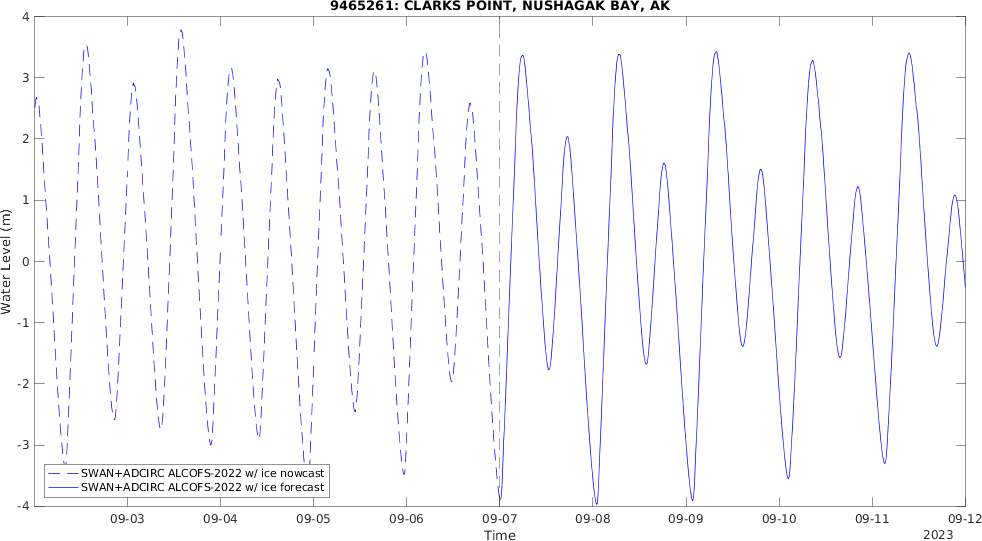 9465261: CLARKS POINT, NUSHAGAK BAY, AK
4
3
2
1
0
-1
-2
-3
-4
Water Level (m)
SWAN+ADCIRC ALCOFS-2022 w/ ice nowcast
SWAN+ADCIRC ALCOFS-2022 w/ ice forecast
09-03 09-04 09-05 09-06 09-07 09-08 09-09 09-10 09-11 09-12
Time
2023